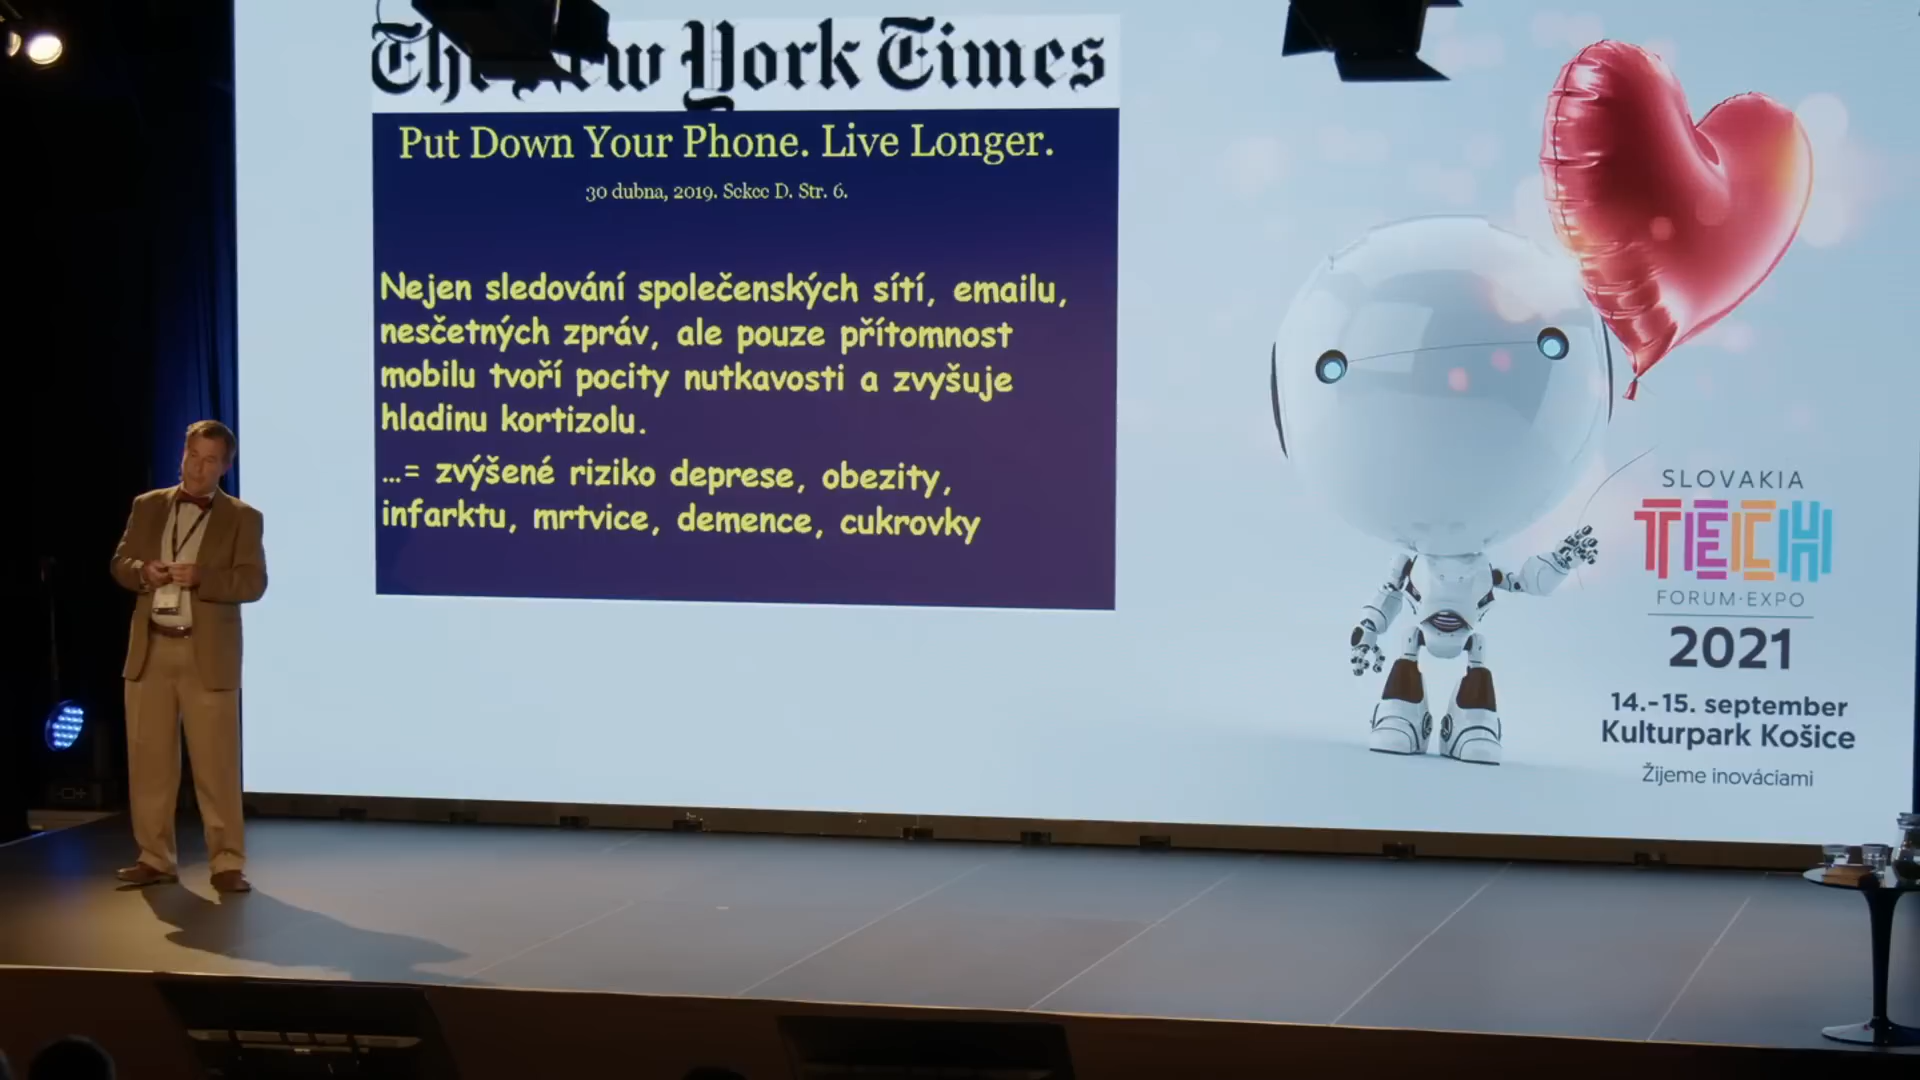 The New York Times
Put Down Your Phone. Live Longer.
30 dubna, 2019. Sekce D. Str. 6.
Nejen sledování společenských sítí, emailu,
nesčetných zpráv, ale pouze přítomnost
mobilu tvoří pocity nutkavosti a zvyšuje
hladinu kortizolu.
...= zvýšené riziko deprese, obezity,
infarktu, mrtvice, demence, cukrovky
SLOVAKIA
TECH
FORUM·EXPO
2021
14.-15. september
Kulturpark Košice
Žijeme inováciami